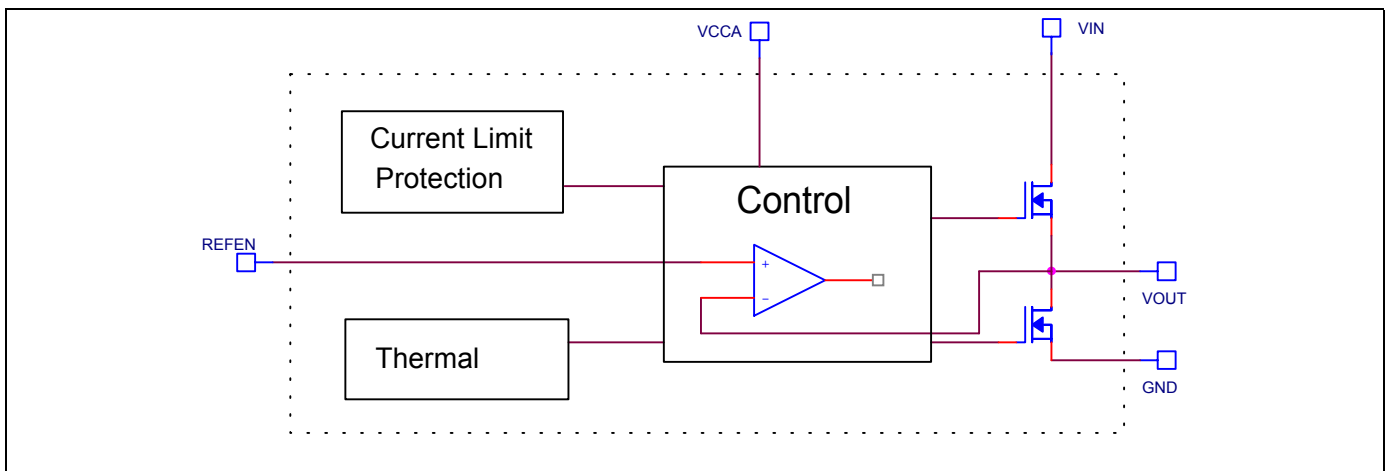 VCCA
VIN
Current Limit
Protection
Control
REFEN
+
−
VOUT
Thermal
GND